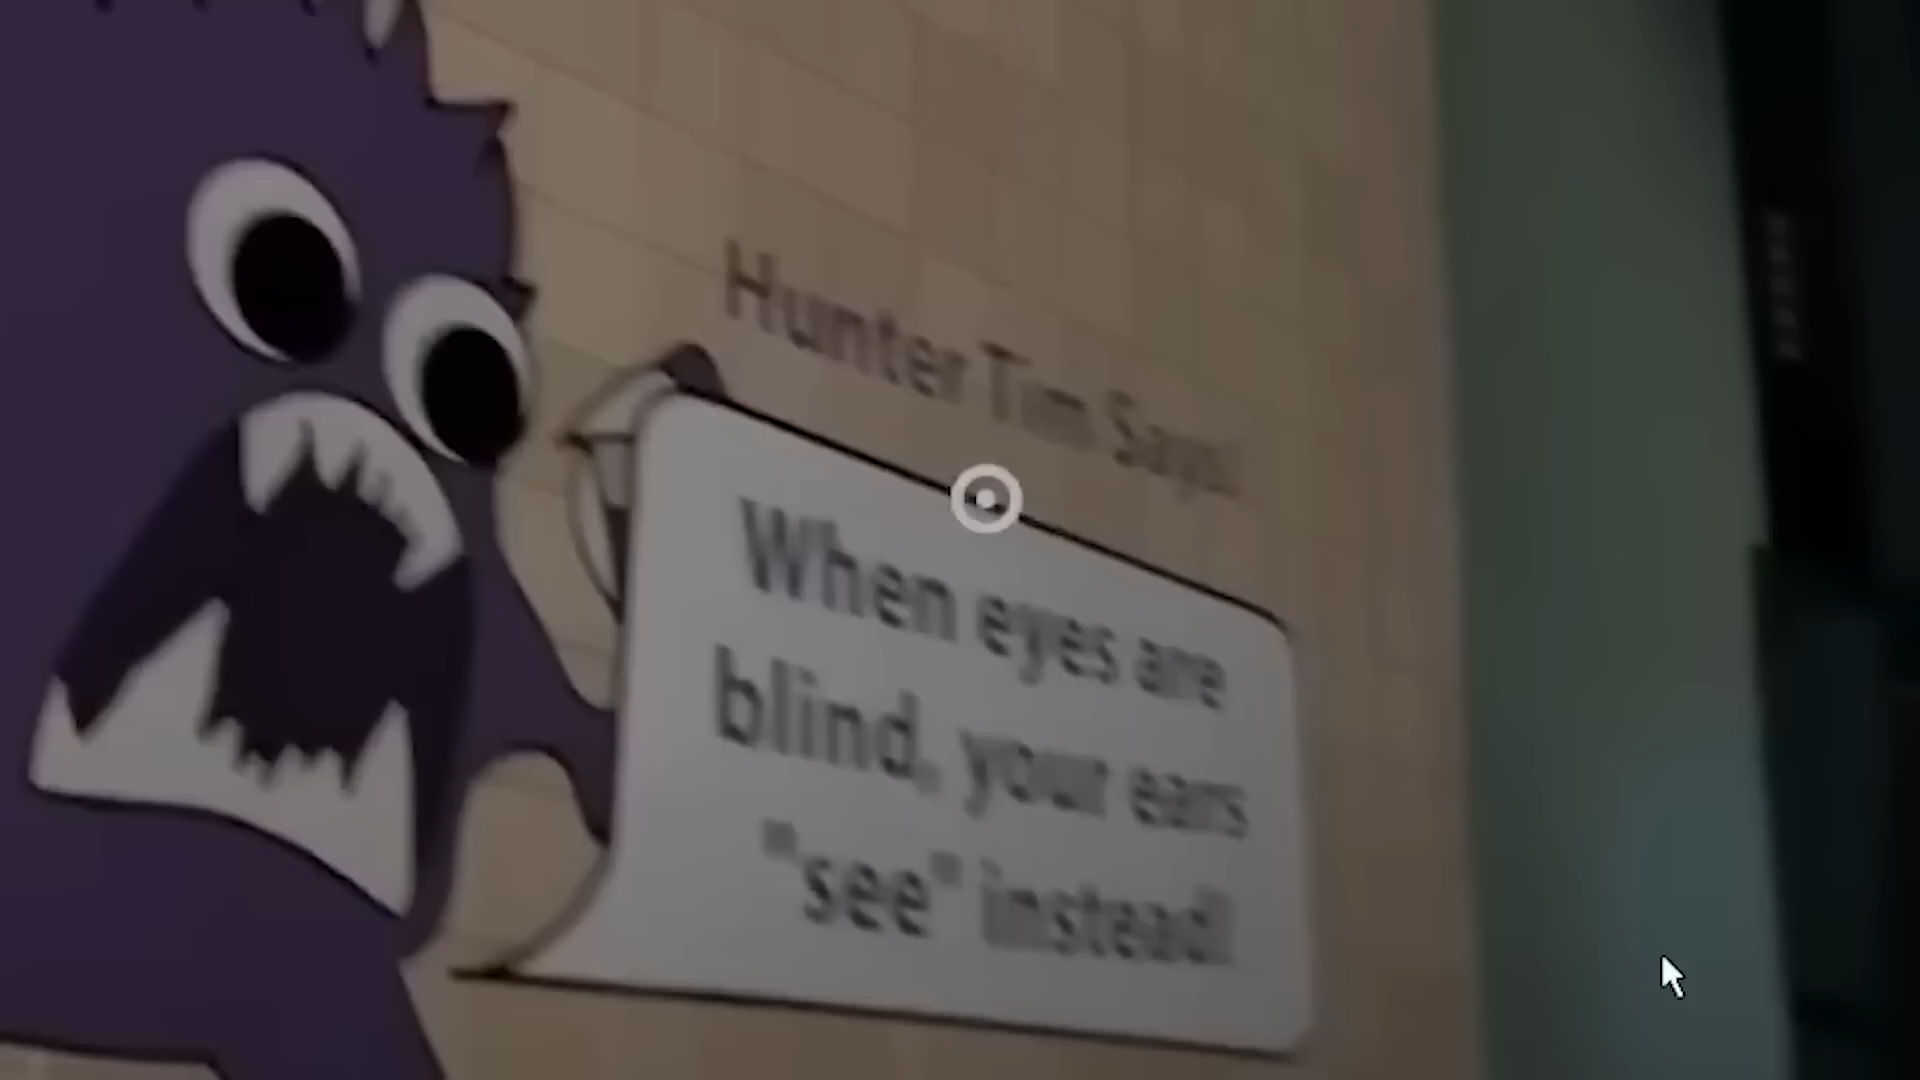 Hunter Tim Says:
When eyes are
blind, your ears
"see" instead!